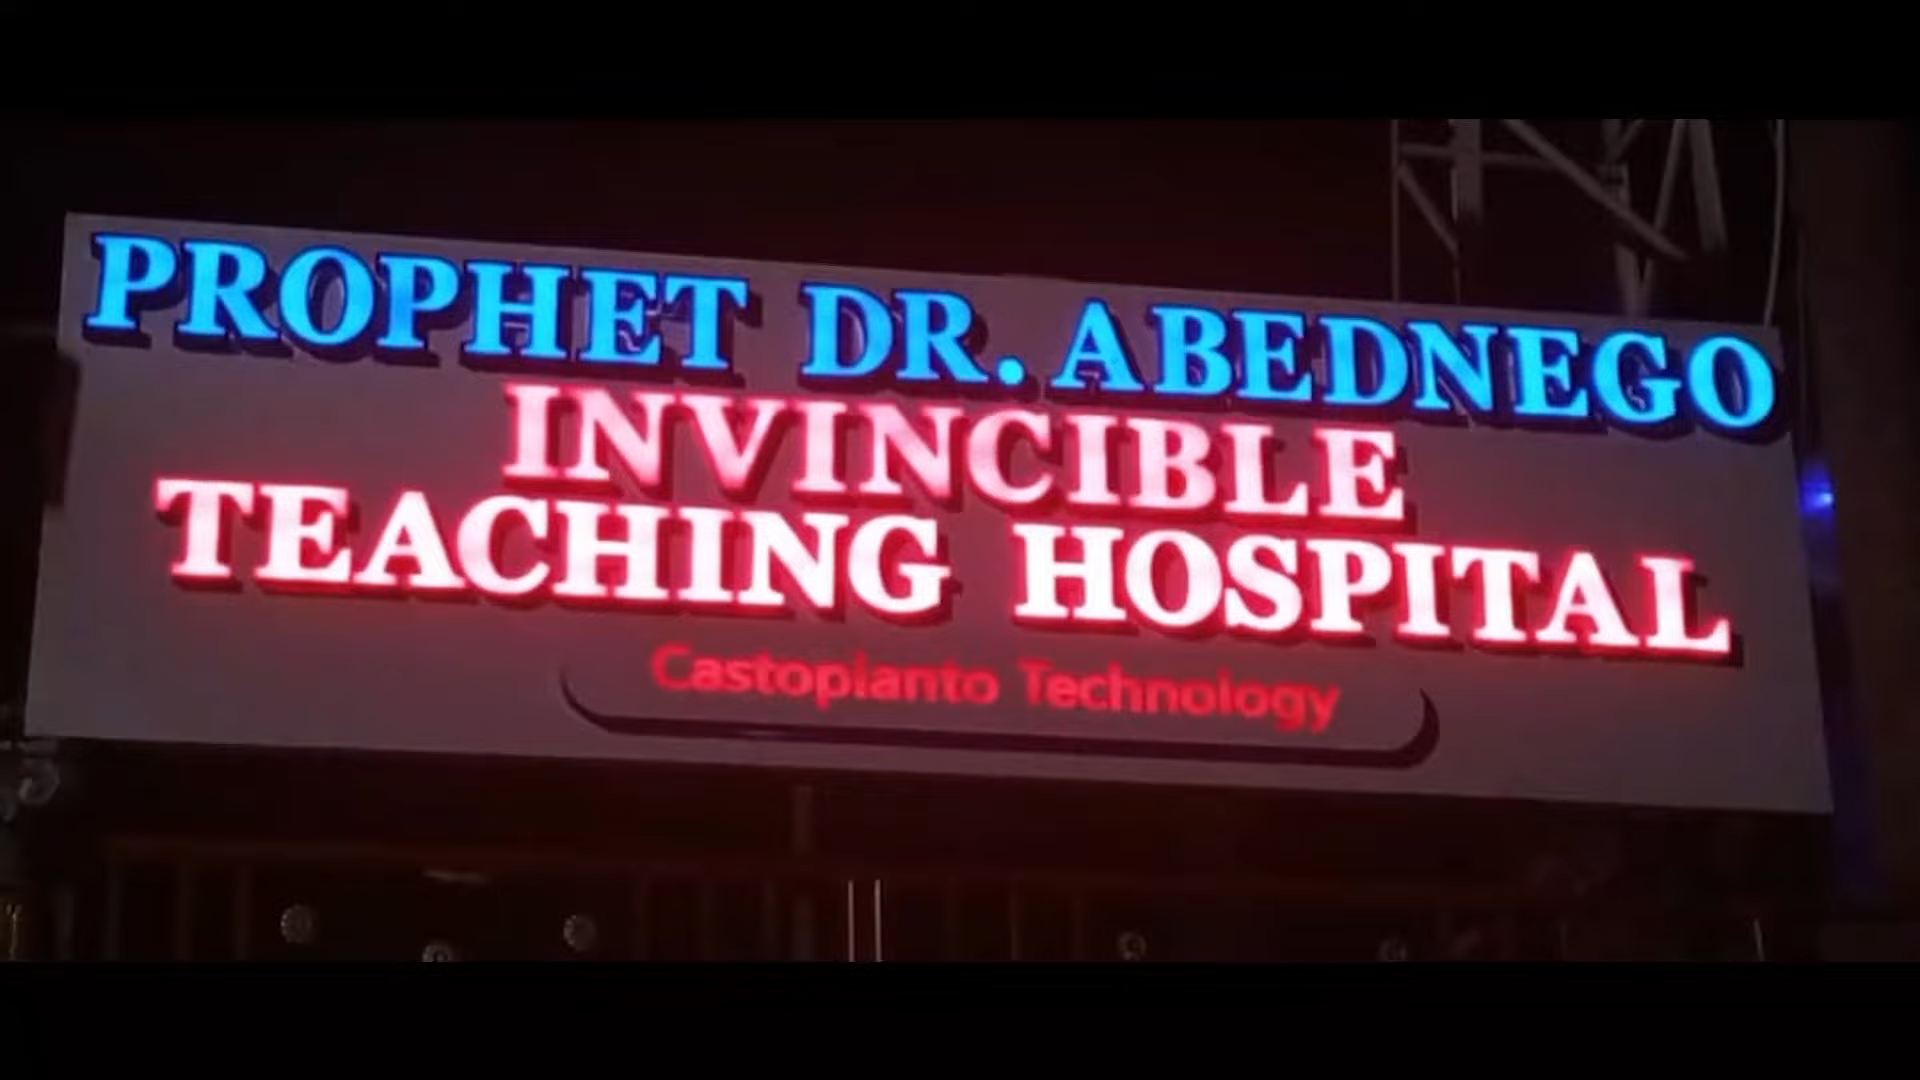 PROPHET DR. ABEDNEGO
INVINCIBLE
TEACHING HOSPITAL
Castoplanto Technology